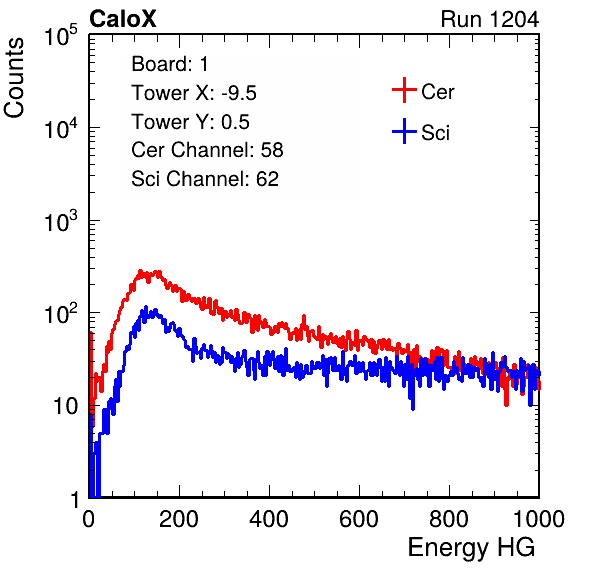 CaloX Run 1204
Counts
10^5
10^4
10^3
10^2
10
1
Board: 1
Tower X: -9.5
Tower Y: 0.5
Cer Channel: 58
Sci Channel: 62
Cer
Sci
0 200 400 600 800 1000
Energy HG